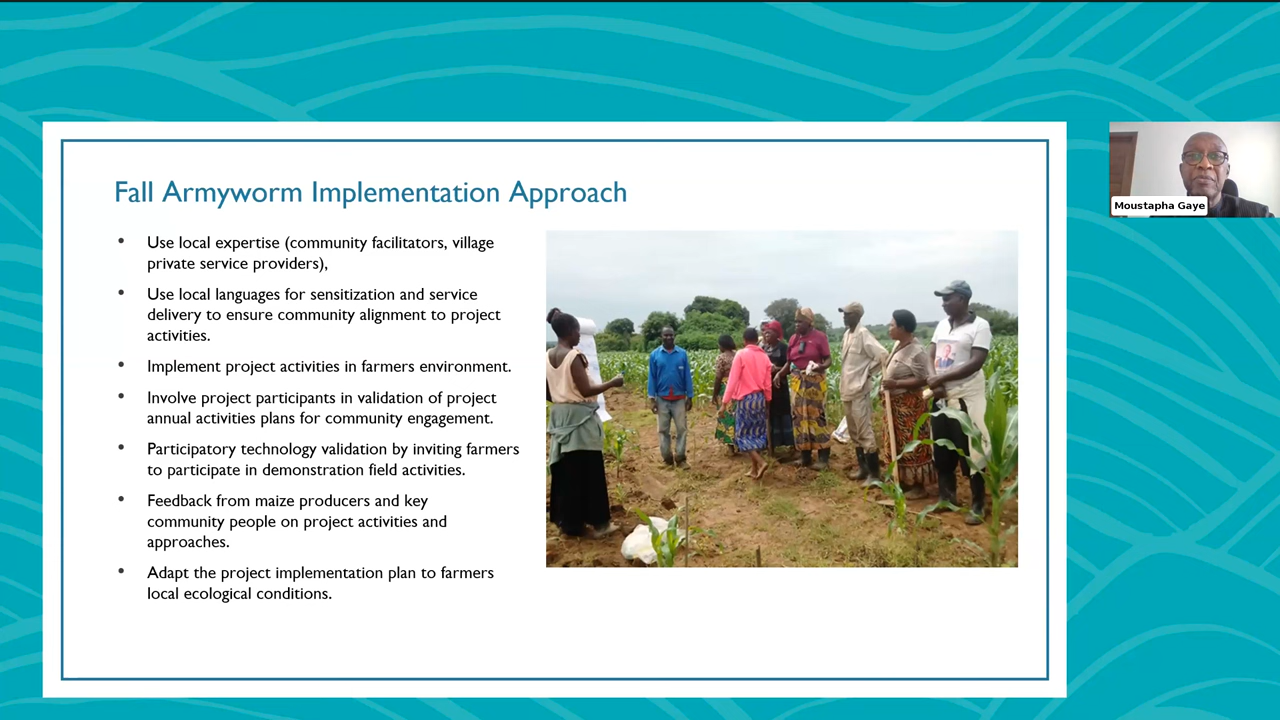 Fall Armyworm Implementation Approach
• Use local expertise (community facilitators, village
private service providers),
• Use local languages for sensitization and service
delivery to ensure community alignment to project
activities.
• Implement project activities in farmers environment.
• Involve project participants in validation of project
annual activities plans for community engagement.
• Participatory technology validation by inviting farmers
to participate in demonstration field activities.
• Feedback from maize producers and key
community people on project activities and
approaches.
• Adapt the project implementation plan to farmers
local ecological conditions.
Moustapha Gaye